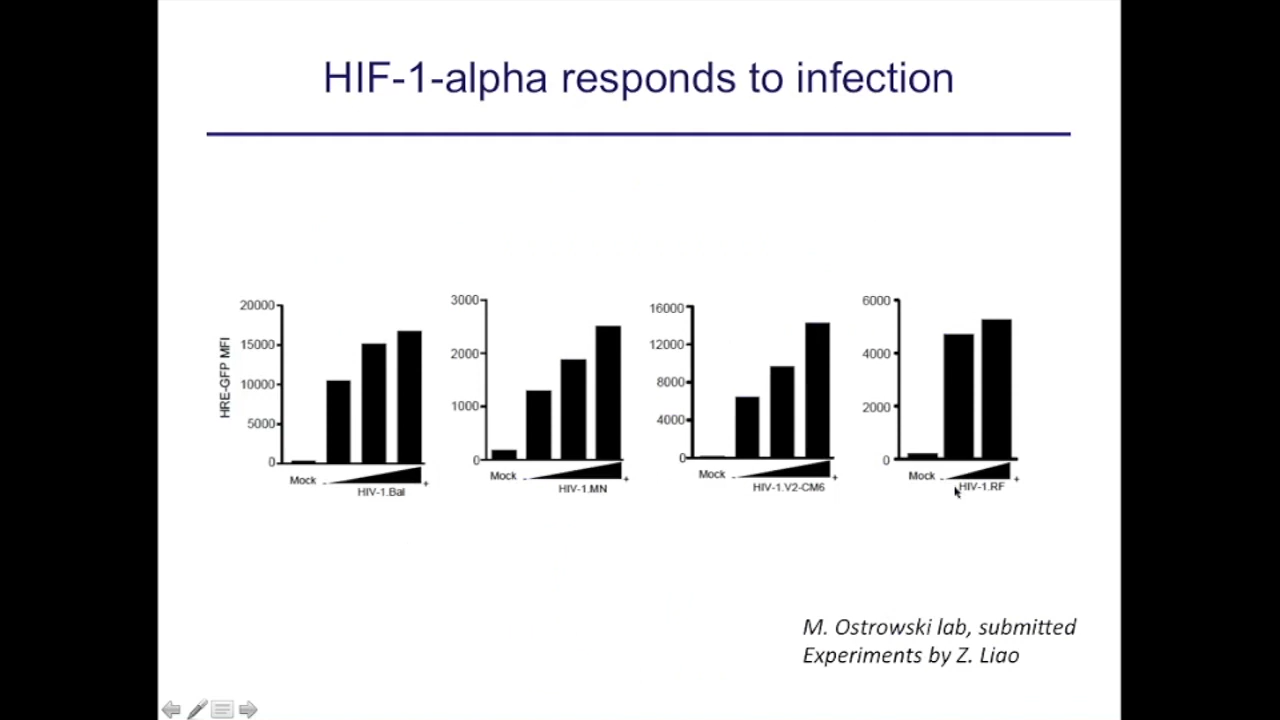 HIF-1-alpha responds to infection
HRE-GFP MFI
20000
15000
10000
5000
0
Mock
- +
HIV-1.Bal
3000
2000
1000
0
Mock
- +
HIV-1.MN
16000
12000
8000
4000
0
Mock
- +
HIV-1.V2-CM6
6000
4000
2000
0
Mock
- +
HIV-1.RF
M. Ostrowski lab, submitted
Experiments by Z. Liao